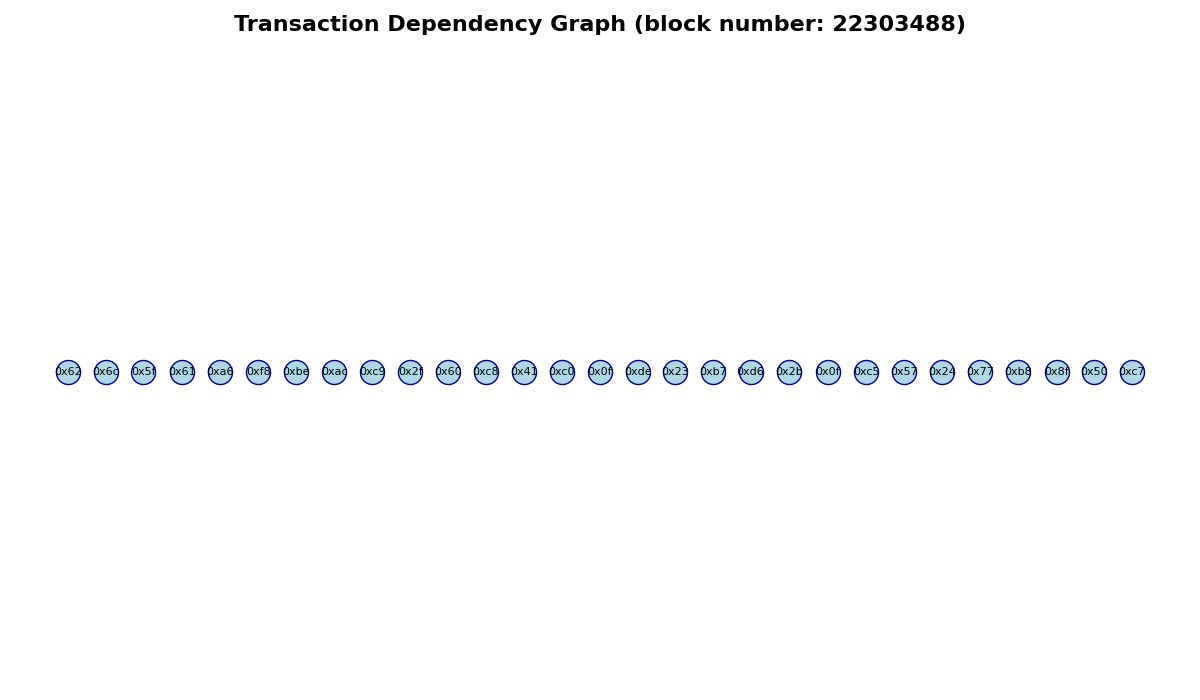 Transaction Dependency Graph (block number: 22303488)
0x62 0x6c 0x5f 0x61 0xa6 0xf8 0xbe 0xac 0xc9 0x2f 0x60 0xc8 0x41 0xc0 0x0f 0xde 0x23 0xb7 0xd6 0x2b 0x0f 0xc5 0x57 0x24 0x77 0xb8 0x8f 0x50 0xc7